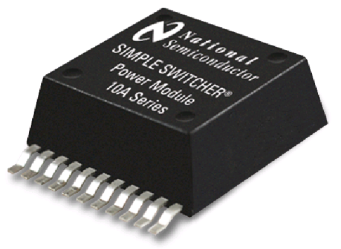 National
Semiconductor
SIMPLE SWITCHER®
Power Module
10A Series